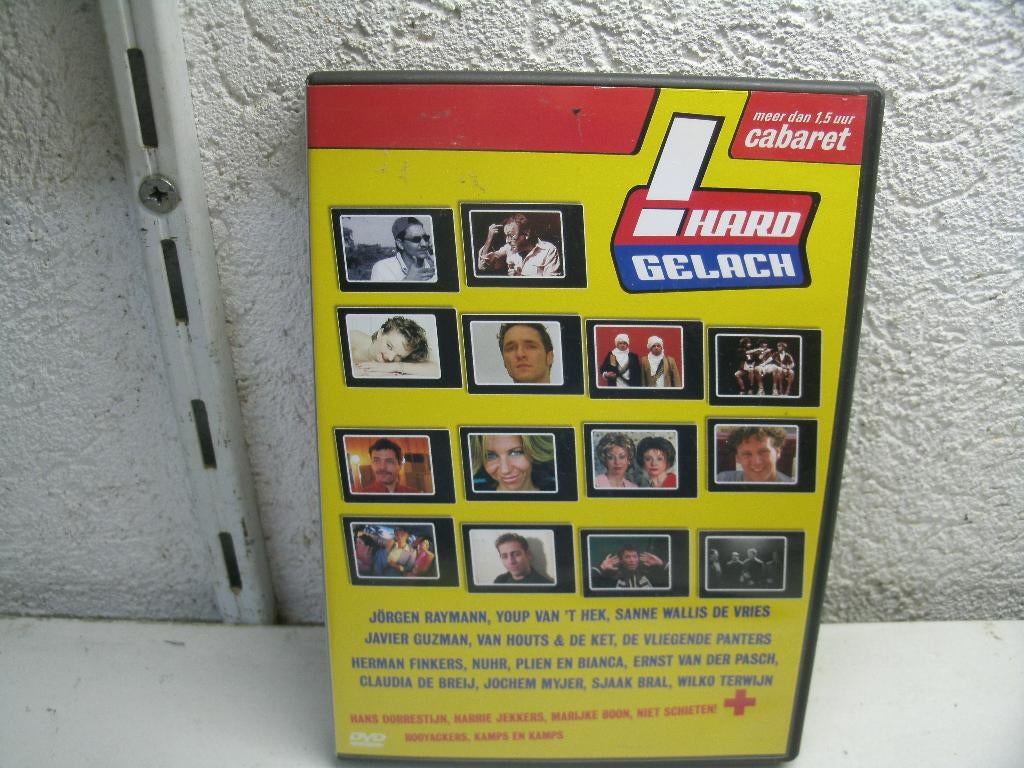 meer dan 1,5 uur
cabaret
! HARD
GELACH
JÖRGEN RAYMANN, YOUP VAN 'T HEK, SANNE WALLIS DE VRIES
JAVIER GUZMAN, VAN HOUTS & DE KET, DE VLIEGENDE PANTERS
HERMAN FINKERS, NUHR, PLIEN EN BIANCA, ERNST VAN DER PASCH,
CLAUDIA DE BREIJ, JOCHEM MYJER, SJAAK BRAL, WILKO TERWIJN
HANS DORRESTIJN, HARRIE JEKKERS, MARIJKE BOON, NIET SCHIETEN! +
ROOYACKERS, KAMPS EN KAMPS
DVD